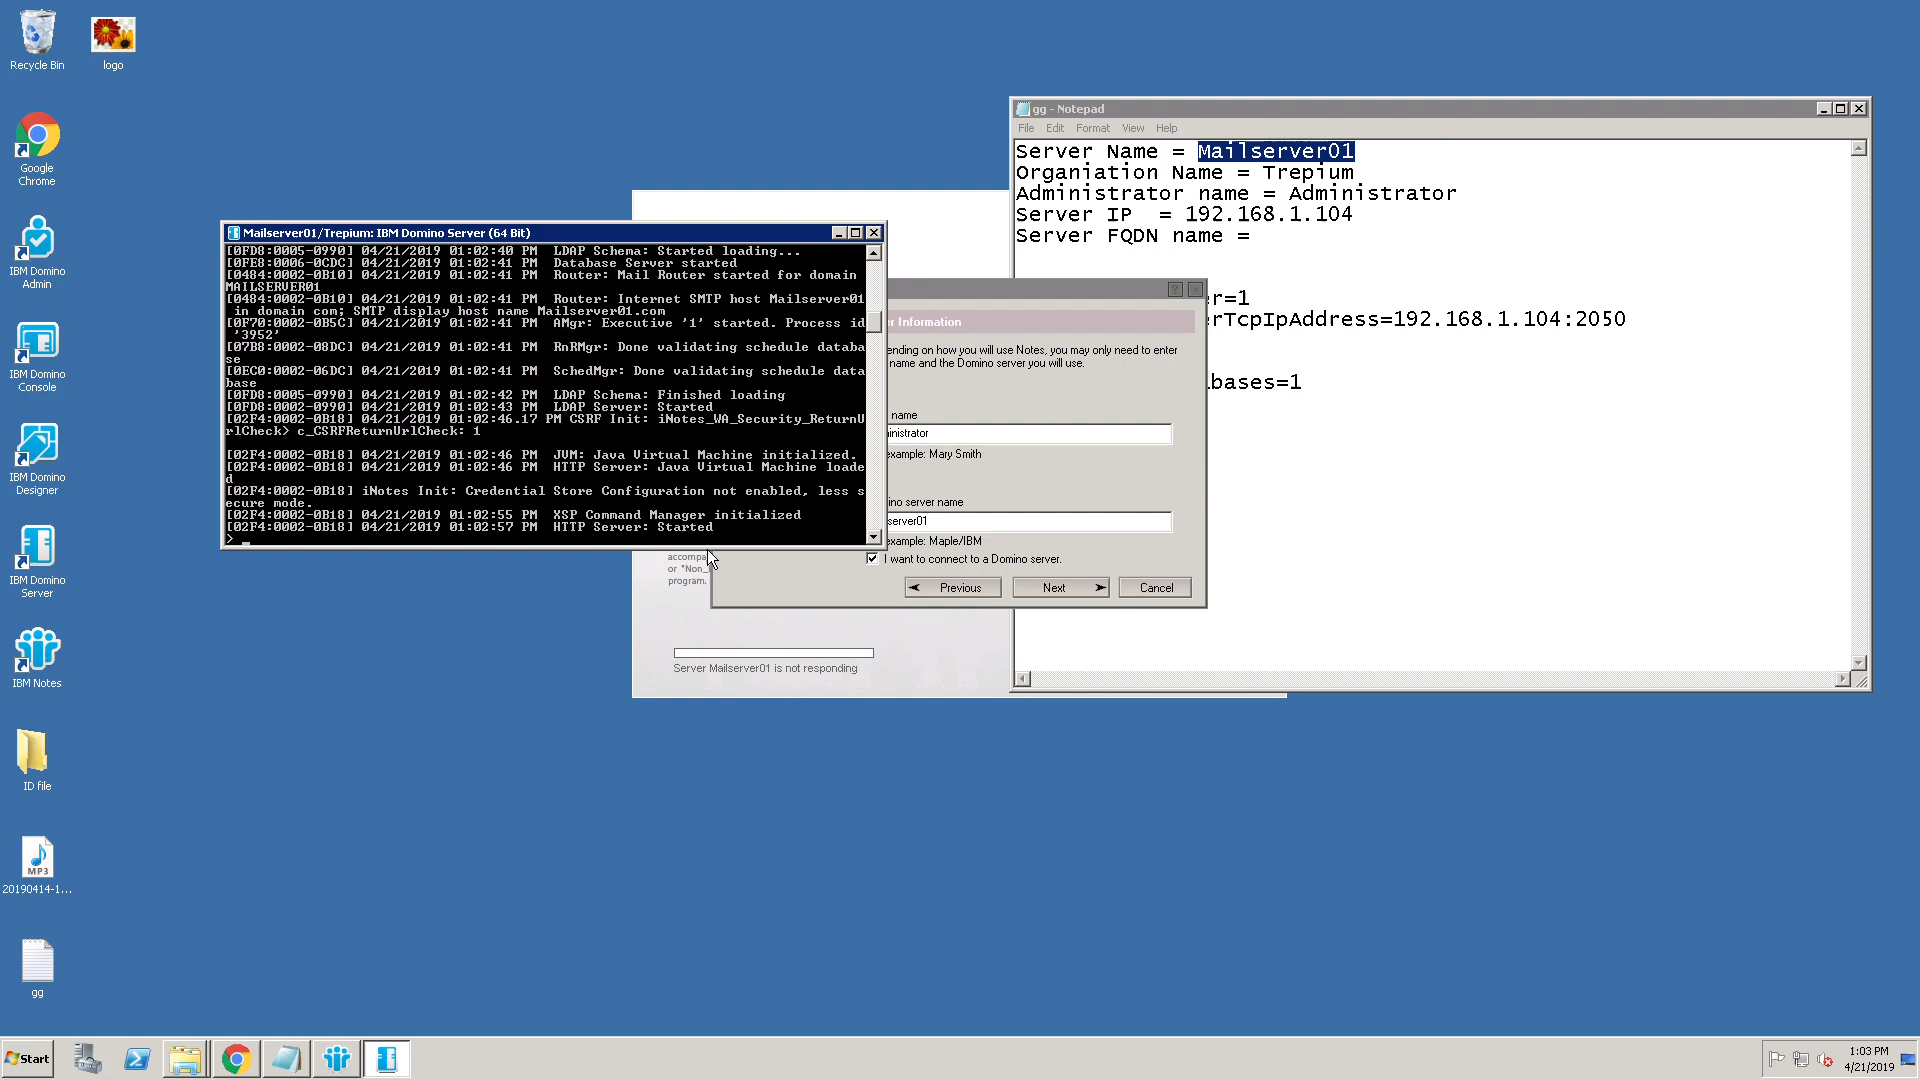 Recycle Bin
logo
Google
Chrome
IBM Domino
Admin
IBM Domino
Console
IBM Domino
Designer
IBM Domino
Server
IBM Notes
ID file
MP3
20190414-1...
gg
gg - Notepad
File Edit Format View Help
Server Name = Mailserver01
Organiation Name = Trepium
Administrator name = Administrator
Server IP  = 192.168.1.104
Server FQDN name =
r=1
rTcpIpAddress=192.168.1.104:2050
bases=1
Mailserver01/Trepium: IBM Domino Server (64 Bit)
[0FD8:0005-0990] 04/21/2019 01:02:40 PM  LDAP Schema: Started loading...
[0FE8:0006-0CDC] 04/21/2019 01:02:41 PM  Database Server started
[0484:0002-0B10] 04/21/2019 01:02:41 PM  Router: Mail Router started for domain
MAILSERVER01
[0484:0002-0B10] 04/21/2019 01:02:41 PM  Router: Internet SMTP host Mailserver01
 in domain com; SMTP display host name Mailserver01.com
[0F70:0002-0B5C] 04/21/2019 01:02:41 PM  AMgr: Executive '1' started. Process id
 '3952'
[07B8:0002-08DC] 04/21/2019 01:02:41 PM  RnRMgr: Done validating schedule databa
se
[0EC0:0002-06DC] 04/21/2019 01:02:41 PM  SchedMgr: Done validating schedule data
base
[0FD8:0005-0990] 04/21/2019 01:02:42 PM  LDAP Schema: Finished loading
[0FD8:0002-0990] 04/21/2019 01:02:43 PM  LDAP Server: Started
[02F4:0002-0B18] 04/21/2019 01:02:46.17 PM CSRF Init: iNotes_WA_Security_ReturnU
rlCheck> c_CSRFReturnUrlCheck: 1
[02F4:0002-0B18] 04/21/2019 01:02:46 PM  JVM: Java Virtual Machine initialized.
[02F4:0002-0B18] 04/21/2019 01:02:46 PM  HTTP Server: Java Virtual Machine loade
d
[02F4:0002-0B18] iNotes Init: Credential Store Configuration not enabled, less s
ecure mode.
[02F4:0002-0B18] 04/21/2019 01:02:55 PM  XSP Command Manager initialized
[02F4:0002-0B18] 04/21/2019 01:02:57 PM  HTTP Server: Started
> _
er Information
ending on how you will use Notes, you may only need to enter
name and the Domino server you will use.
name
inistrator
xample: Mary Smith
ino server name
server01
xample: Maple/IBM
I want to connect to a Domino server.
Previous Next Cancel
accompa
or "Non_
program.
Server Mailserver01 is not responding
Start
1:03 PM
4/21/2019